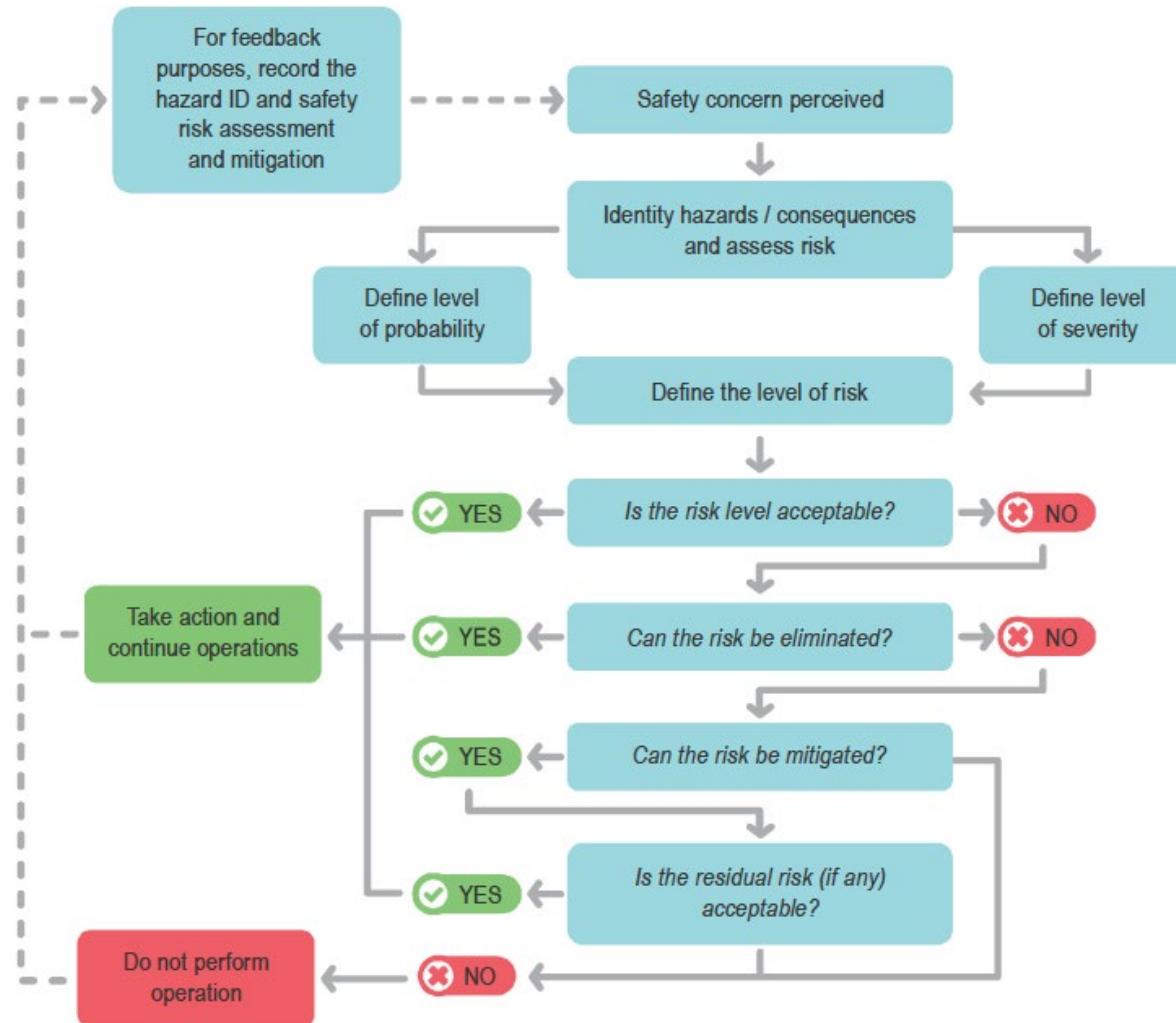 For feedback
purposes, record the
hazard ID and safety
risk assessment
and mitigation
Safety concern perceived
Identity hazards / consequences
and assess risk
Define level
of probability
Define level
of severity
Define the level of risk
YES
Is the risk level acceptable?
NO
Take action and
continue operations
YES
Can the risk be eliminated?
NO
YES
Can the risk be mitigated?
YES
Is the residual risk (if any)
acceptable?
Do not perform
operation
NO